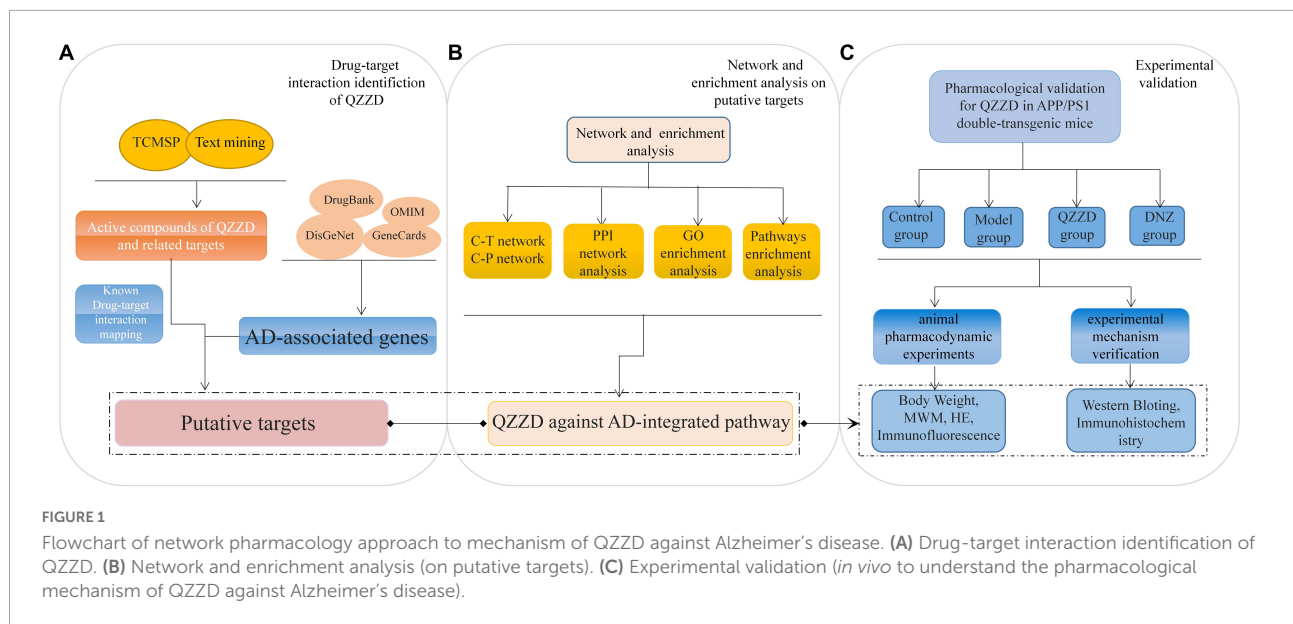 A
Drug-target
interaction identifiction
of QZZD
TCMSP
Text mining
DrugBank
OMIM
DisGeNet
GeneCards
Active compounds of QZZD
and related targets
Known
Drug-target
interaction
mapping
AD-associated genes
Putative targets
B
Network and
enrichment analysis on
putative targets
Network and enrichment
analysis
C-T network
C-P network
PPI
network
analysis
GO
enrichment
analysis
Pathways
enrichment
analysis
QZZD against AD-integrated pathway
C
Experimental
validation
Pharmacological validation
for QZZD in APP/PS1
double-transgenic mice
Control
group
Model
group
QZZD
group
DNZ
group
animal
pharmacodynamic
experiments
experimental
mechanism
verification
Body Weight,
MWM, HE,
Immunofluorescence
Western Bloting,
Immunohistochem
istry
FIGURE 1
Flowchart of network pharmacology approach to mechanism of QZZD against Alzheimer's disease. (A) Drug-target interaction identification of
QZZD. (B) Network and enrichment analysis (on putative targets). (C) Experimental validation (in vivo to understand the pharmacological
mechanism of QZZD against Alzheimer's disease).